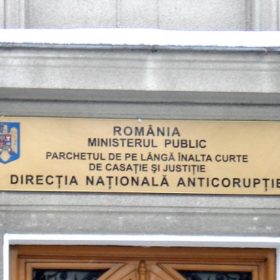 ROMÂNIA
MINISTERUL PUBLIC
PARCHETUL DE PE LÂNGĂ ÎNALTA CURTE
DE CASAȚIE ȘI JUSTIȚIE
DIRECȚIA NAȚIONALĂ ANTICORUPȚIE